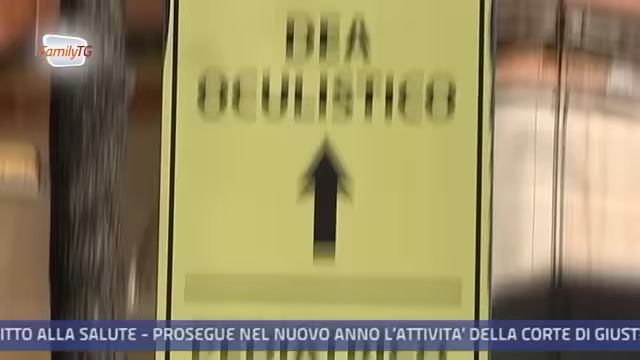 FamilyTG
DEA
OCULISTICO
ITTO ALLA SALUTE - PROSEGUE NEL NUOVO ANNO L'ATTIVITA' DELLA CORTE DI GIUST